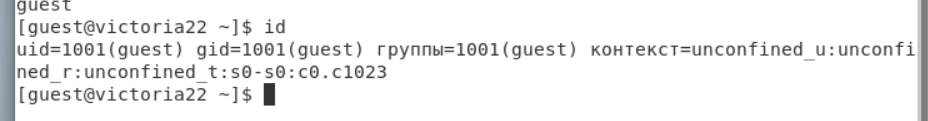 guest
[guest@victoria22 ~]$ id
uid=1001(guest) gid=1001(guest) группы=1001(guest) контекст=unconfined_u:unconfi
ned_r:unconfined_t:s0-s0:c0.c1023
[guest@victoria22 ~]$